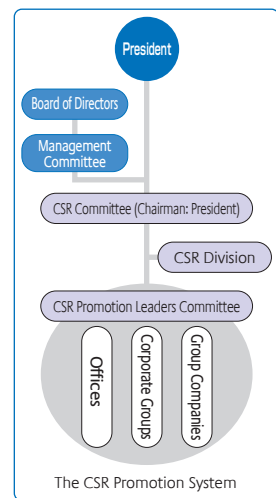 President
Board of Directors
Management
Committee
CSR Committee (Chairman: President)
CSR Division
CSR Promotion Leaders Committee
Offices
Corporate Groups
Group Companies
The CSR Promotion System